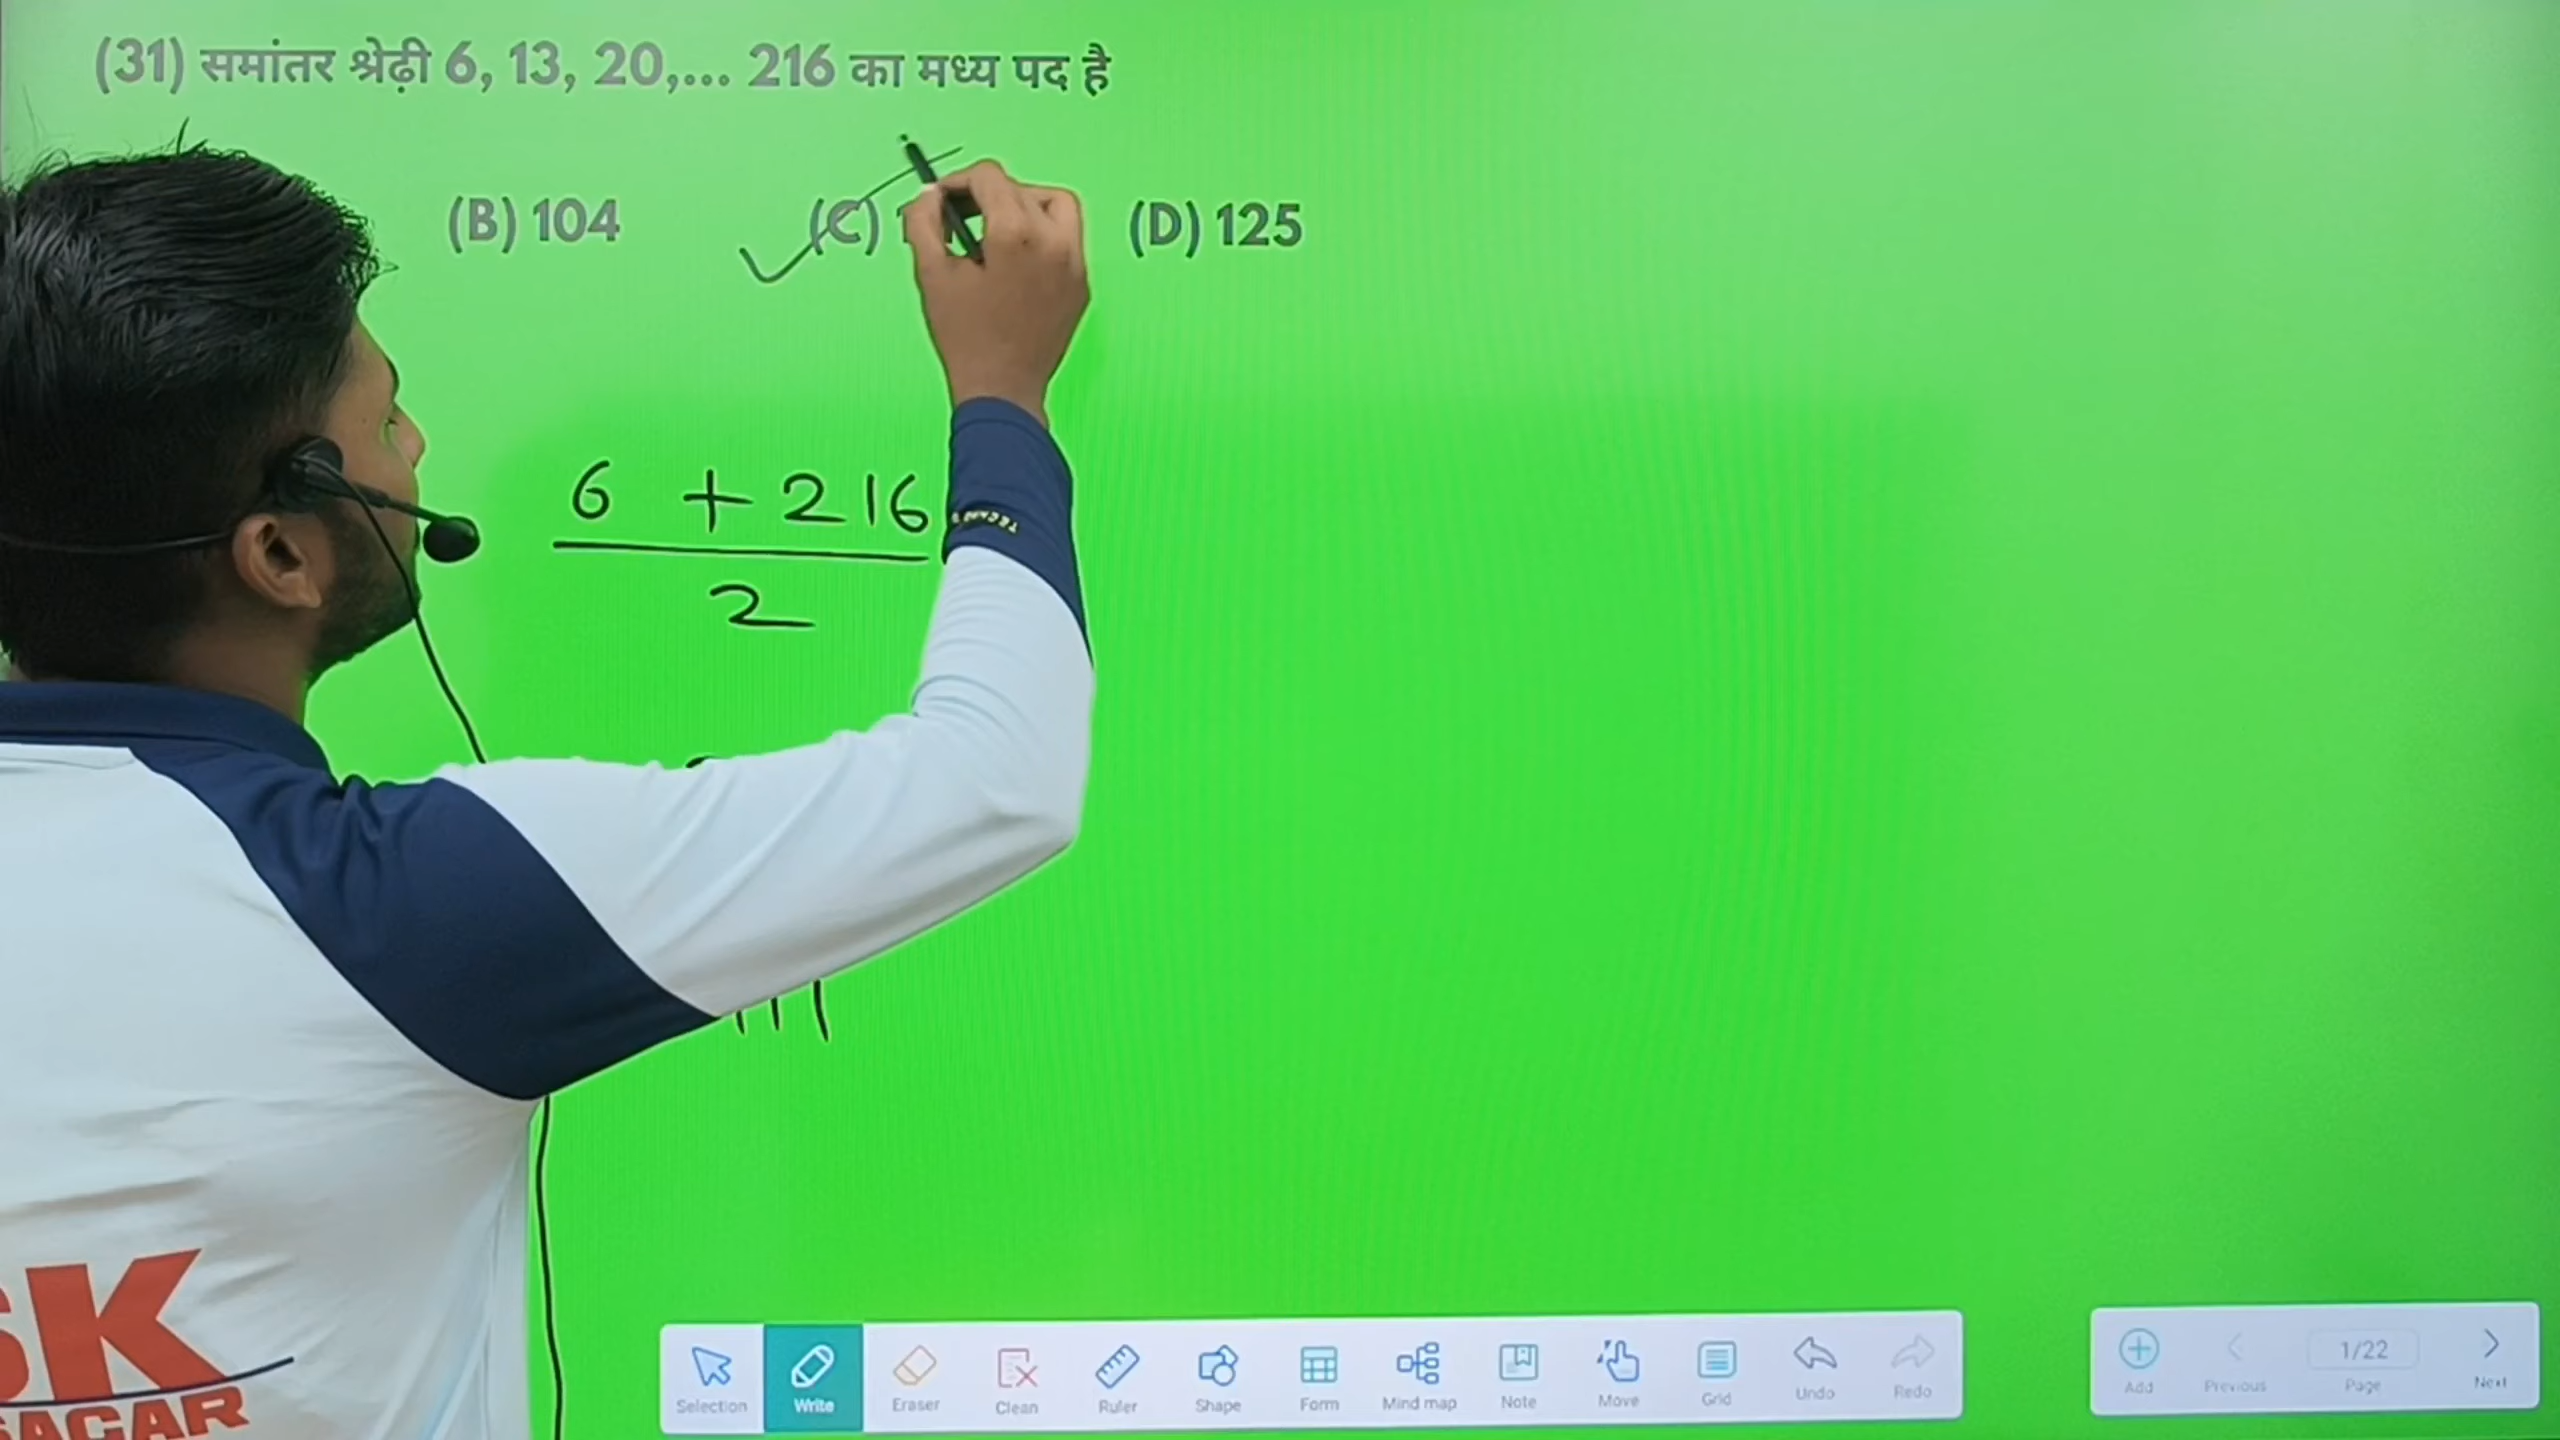 (31) समांतर श्रेढ़ी 6, 13, 20,... 216 का मध्य पद है
(B) 104 (C) (D) 125
6 + 216
2
111
SK
SAGAR
Selection Write Eraser Clean Ruler Shape Form Mind map Note Move Grid Undo Redo
Add Previous 1/22 Page Next